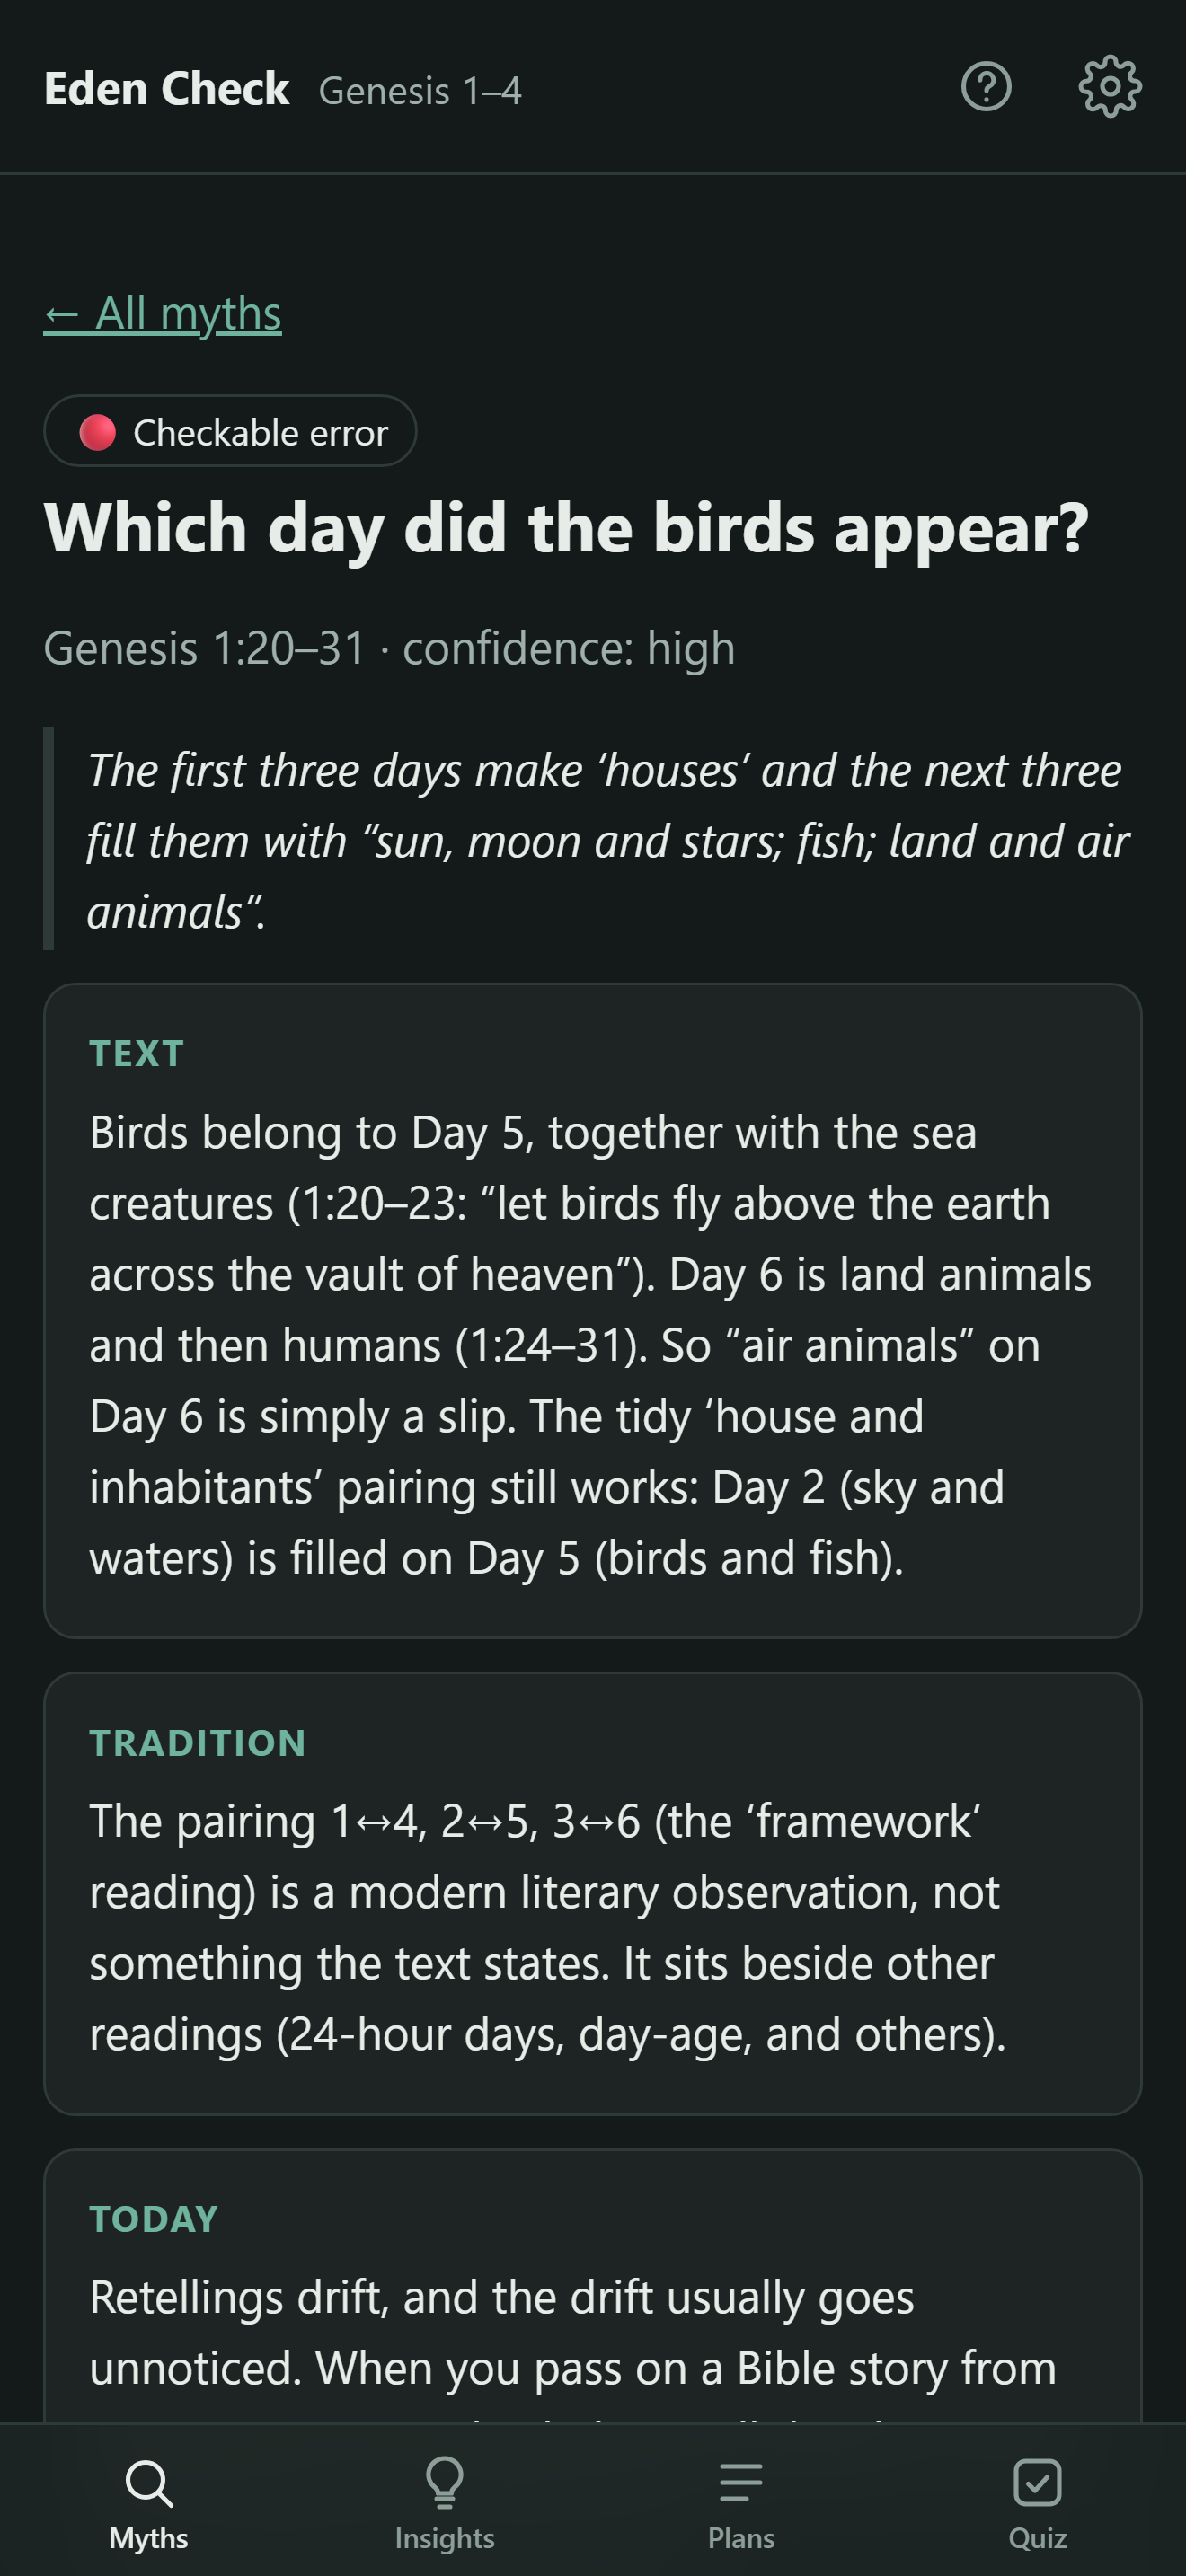 Eden Check Genesis 1–4
← All myths
Checkable error
Which day did the birds appear?
Genesis 1:20–31 · confidence: high
The first three days make ‘houses’ and the next three
fill them with “sun, moon and stars; fish; land and air
animals”.
TEXT
Birds belong to Day 5, together with the sea
creatures (1:20–23: “let birds fly above the earth
across the vault of heaven”). Day 6 is land animals
and then humans (1:24–31). So “air animals” on
Day 6 is simply a slip. The tidy ‘house and
inhabitants’ pairing still works: Day 2 (sky and
waters) is filled on Day 5 (birds and fish).
TRADITION
The pairing 1↔4, 2↔5, 3↔6 (the ‘framework’
reading) is a modern literary observation, not
something the text states. It sits beside other
readings (24-hour days, day-age, and others).
TODAY
Retellings drift, and the drift usually goes
unnoticed. When you pass on a Bible story from
Myths Insights Plans Quiz